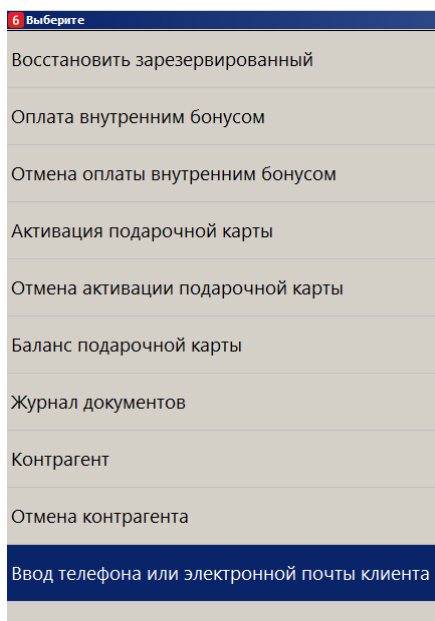 6 Выберите
Восстановить зарезервированный
Оплата внутренним бонусом
Отмена оплаты внутренним бонусом
Активация подарочной карты
Отмена активации подарочной карты
Баланс подарочной карты
Журнал документов
Контрагент
Отмена контрагента
Ввод телефона или электронной почты клиента